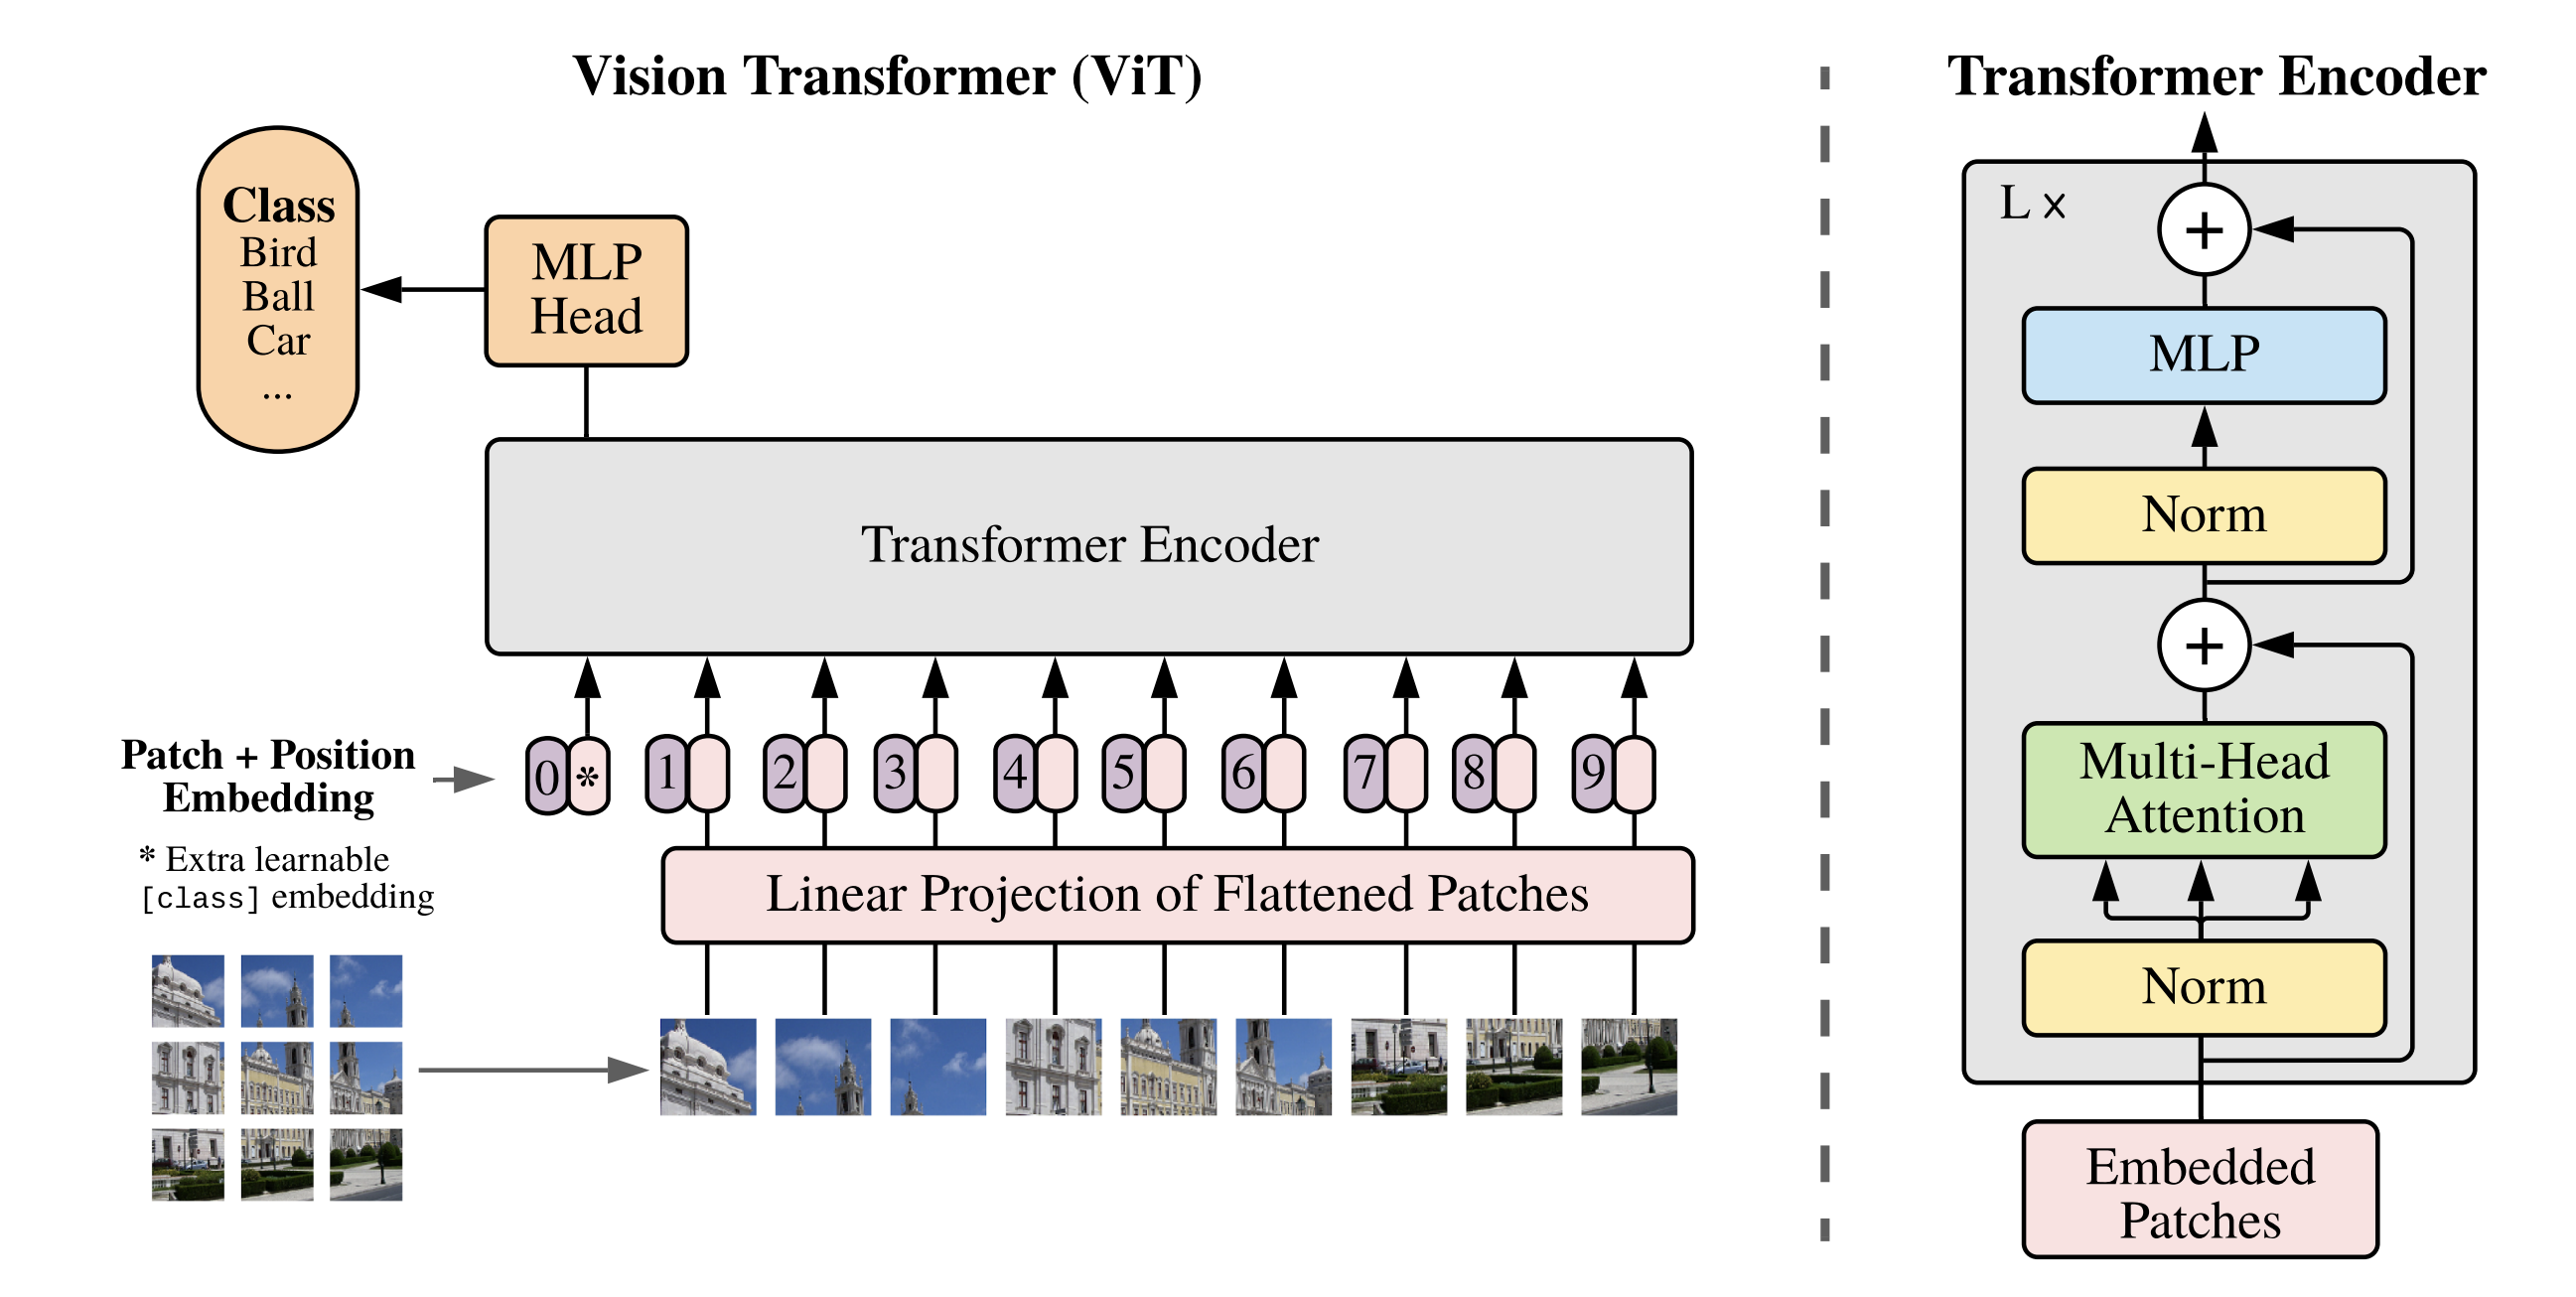 Vision Transformer (ViT)
Class
Bird
Ball
Car
...
MLP
Head
Transformer Encoder
Patch + Position
Embedding
0 * 1 2 3 4 5 6 7 8 9
* Extra learnable
[class] embedding
Linear Projection of Flattened Patches
Transformer Encoder
L x
+
MLP
Norm
+
Multi-Head
Attention
Norm
Embedded
Patches